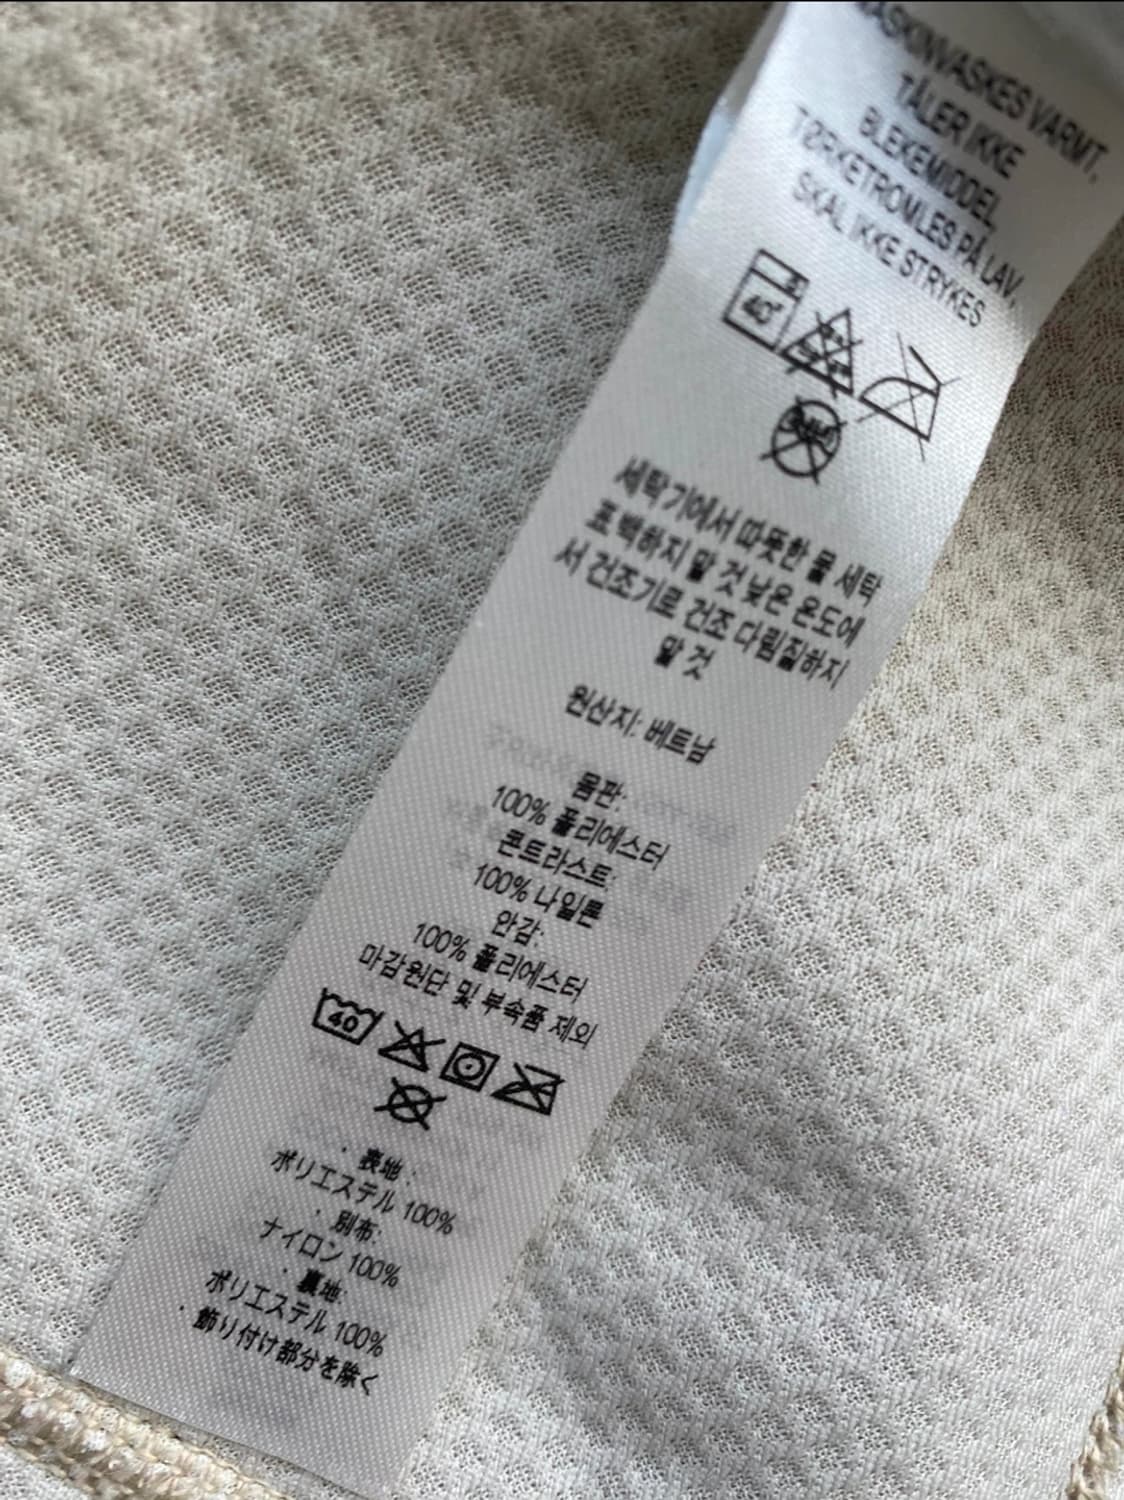 MASKINVASKES VARMT,
TÅLER IKKE
BLEKEMIDDEL,
TØRKETROMLES PÅ LAV,
SKAL IKKE STRYKES
40°
세탁기에서 따뜻한 물 세탁
표백하지 말 것 낮은 온도에
서 건조기로 건조 다림질하지
말 것
원산지: 베트남
몸판:
100% 폴리에스터
콘트라스트:
100% 나일론
안감:
100% 폴리에스터
마감원단 및 부속품 제외
40
· 表地 :
ポリエステル 100%
· 別布:
ナイロン 100%
· 裏地:
ポリエステル 100%
· 飾り付け部分を除く